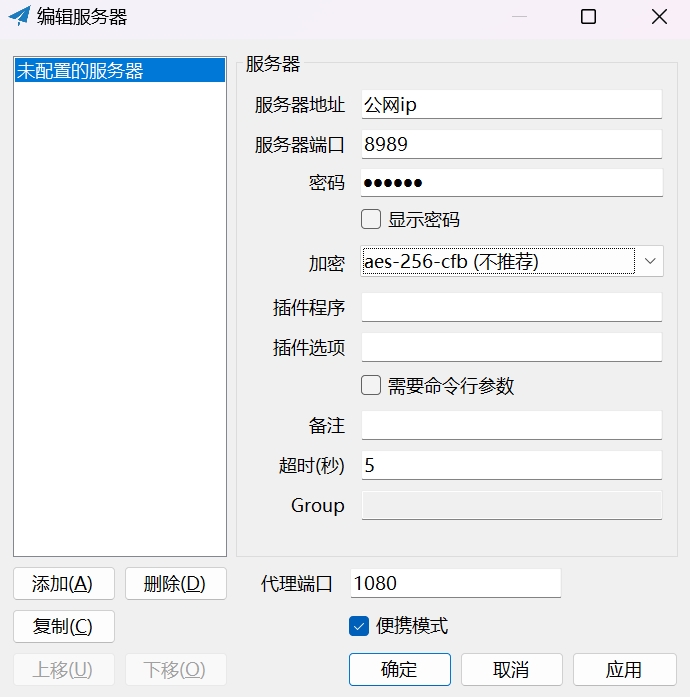 编辑服务器
未配置的服务器
服务器
服务器地址 公网ip
服务器端口 8989
密码 ●●●●●●
显示密码
加密 aes-256-cfb (不推荐)
插件程序
插件选项
需要命令行参数
备注
超时(秒) 5
Group
添加(A) 删除(D) 代理端口 1080
复制(C) 便携模式
上移(U) 下移(O) 确定 取消 应用